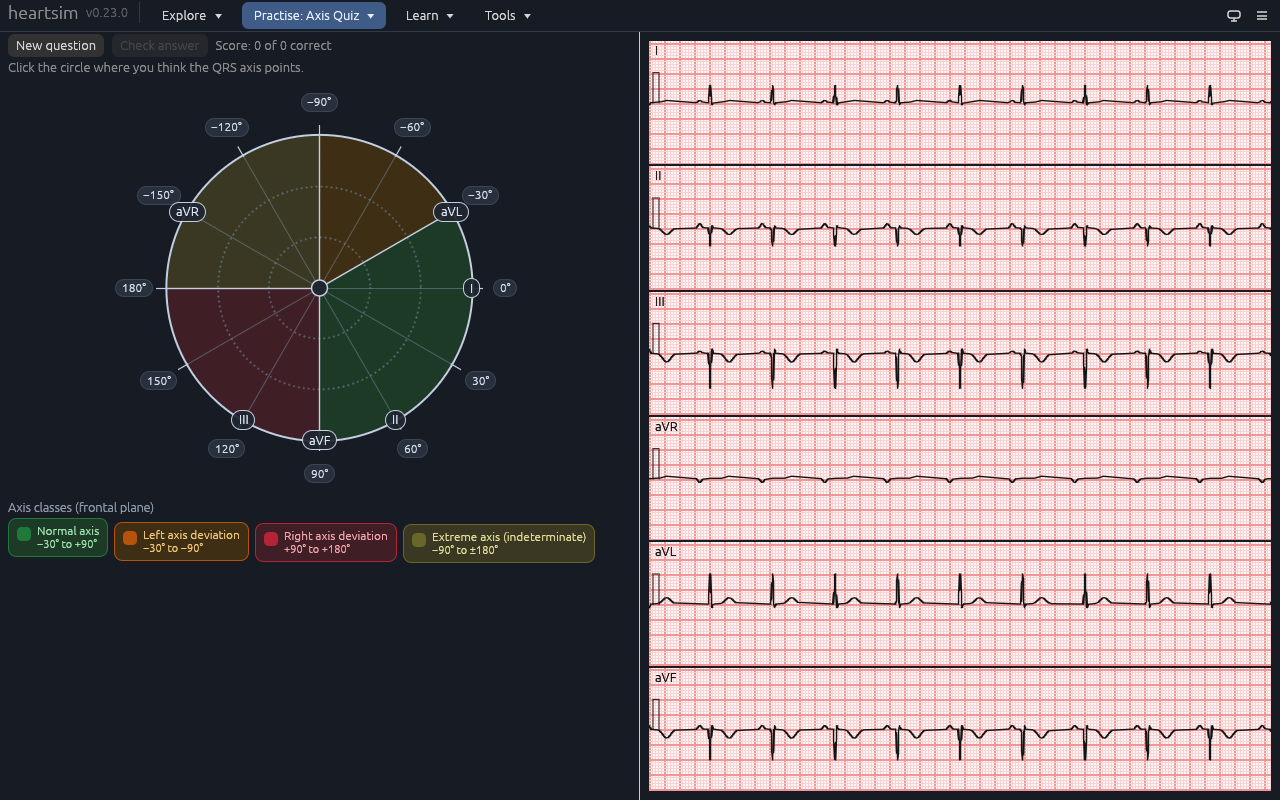 heartsim v0.23.0 Explore Practise: Axis Quiz Learn Tools
New question Check answer Score: 0 of 0 correct
Click the circle where you think the QRS axis points.
−90°
−120° −60°
−150° −30°
aVR aVL
180° I 0°
150° 30°
III II
aVF
120° 60°
90°
Axis classes (frontal plane)
Normal axis
−30° to +90°
Left axis deviation
−30° to −90°
Right axis deviation
+90° to +180°
Extreme axis (indeterminate)
−90° to ±180°
I
II
III
aVR
aVL
aVF